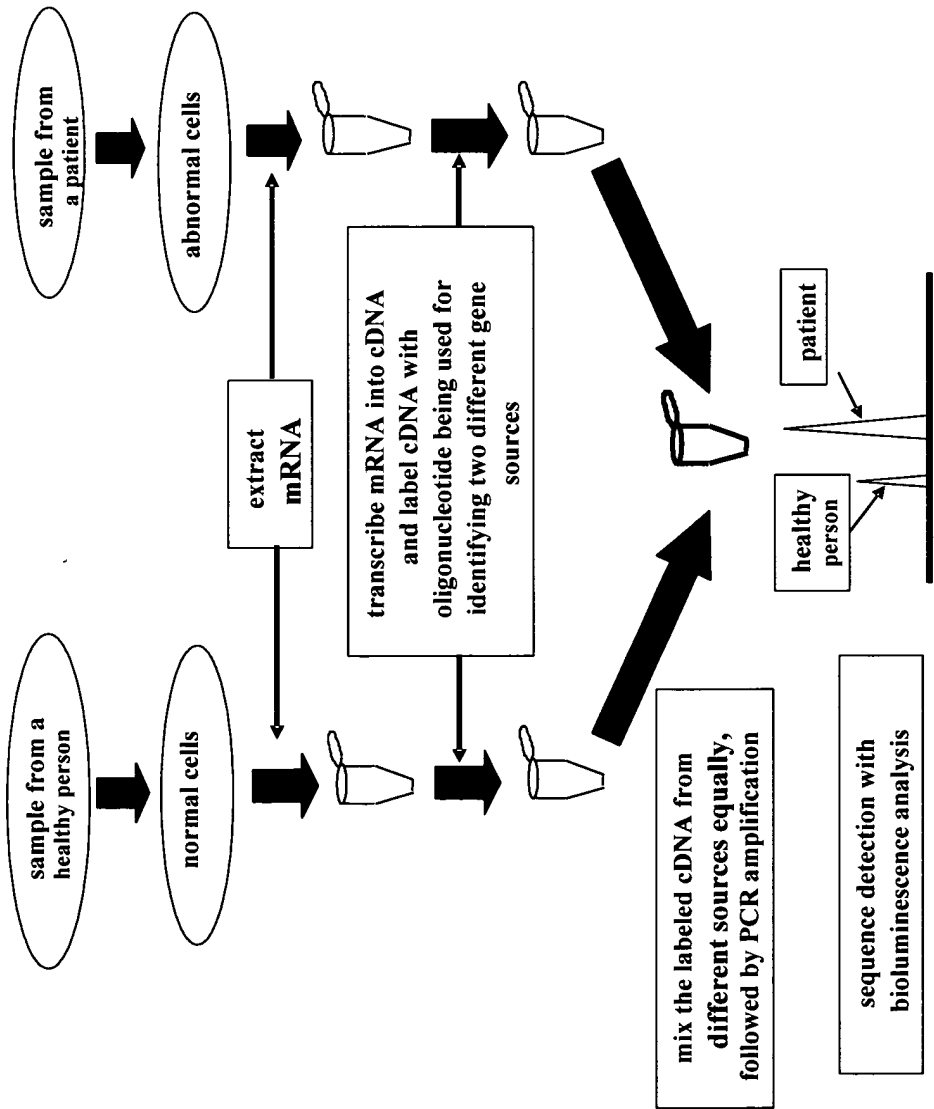 sample from a
healthy person
sample from
a patient
normal cells
abnormal cells
extract
mRNA
transcribe mRNA into cDNA
and label cDNA with
oligonucleotide being used for
identifying two different gene
sources
mix the labeled cDNA from
different sources equally,
followed by PCR amplification
healthy
person
patient
sequence detection with
bioluminescence analysis